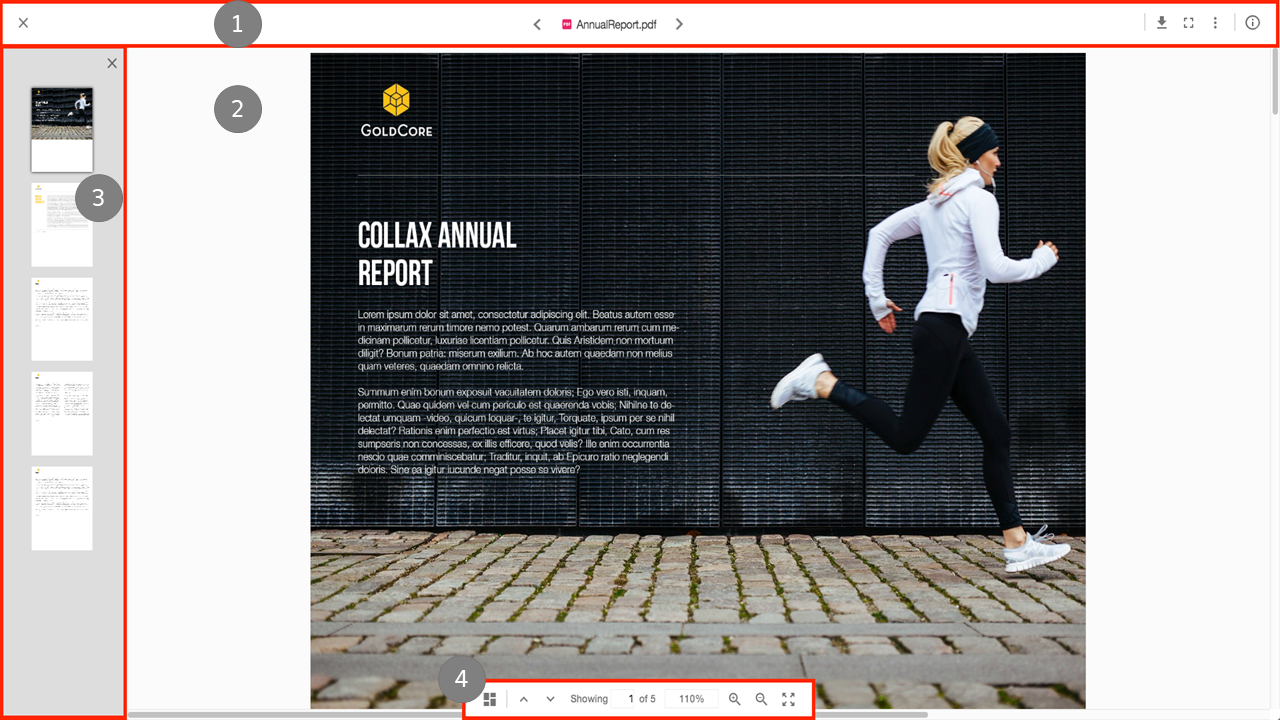 1
AnnualReport.pdf
2
GOLDCORE
3
COLLAX ANNUAL
REPORT
Lorem ipsum dolor sit amet, consectetur adipiscing elit. Beatus autem esse
in maximarum rerum timore nemo potest. Quarum ambarum rerum cum me-
dicinam pollicetur, luxuriae licentiam pollicetur. Quis Aristidem non mortuum
diligit? Bonum patria: miserum exilium. Ab hoc autem quaedam non melius
quam veteres, quaedam omnino relicta.
Summum enim bonum exposuit vacuitatem doloris; Ego vero isti, inquam,
permitto. Quae quidem vel cum periculo est quaerenda vobis; Nihilne te de-
lectat umquam -video, quicum loquar-, te igitur, Torquate, ipsum per se nihil
delectat? Rationis enim perfectio est virtus; Placet igitur tibi, Cato, cum res
sumpseris non concessas, ex illis efficere, quod velis? Ille enim occurrentia
nescio quae comminiscebatur; Traditur, inquit, ab Epicuro ratio neglegendi
doloris. Sine ea igitur iucunde negat posse se vivere?
4
Showing 1 of 5 110%